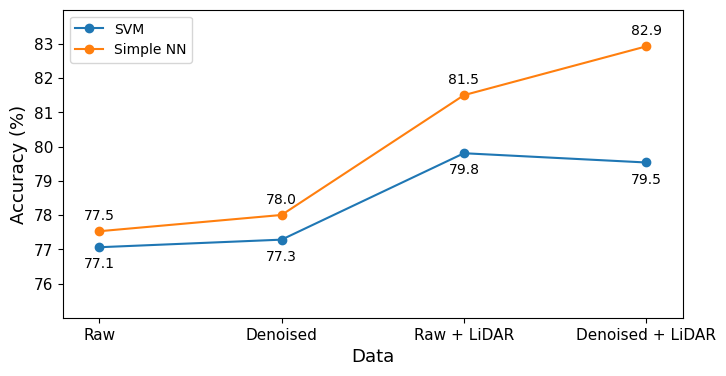 SVM
Simple NN
83
82
81
80
79
78
77
76
Accuracy (%)
77.5
78.0
81.5
82.9
77.1
77.3
79.8
79.5
Raw
Denoised
Raw + LiDAR
Denoised + LiDAR
Data